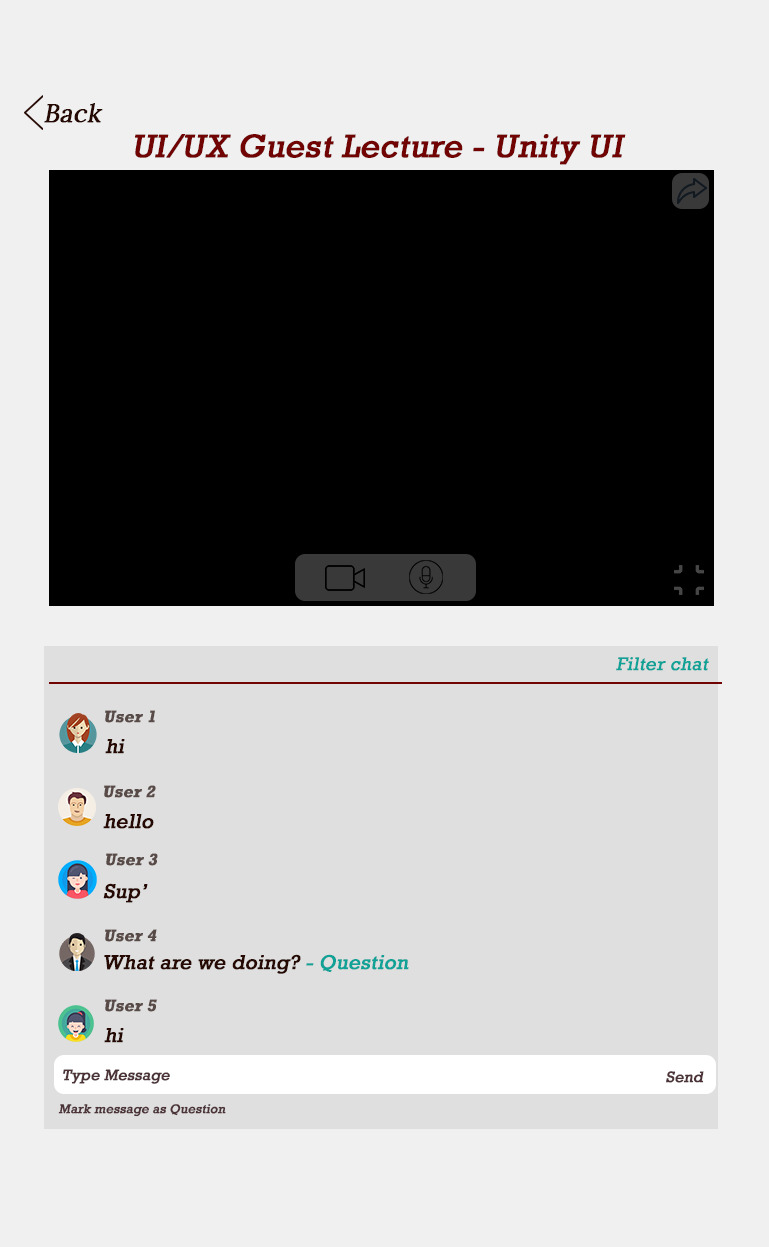 Back
UI/UX Guest Lecture - Unity UI
Filter chat
User 1
hi
User 2
hello
User 3
Sup’
User 4
What are we doing? - Question
User 5
hi
Type Message Send
Mark message as Question